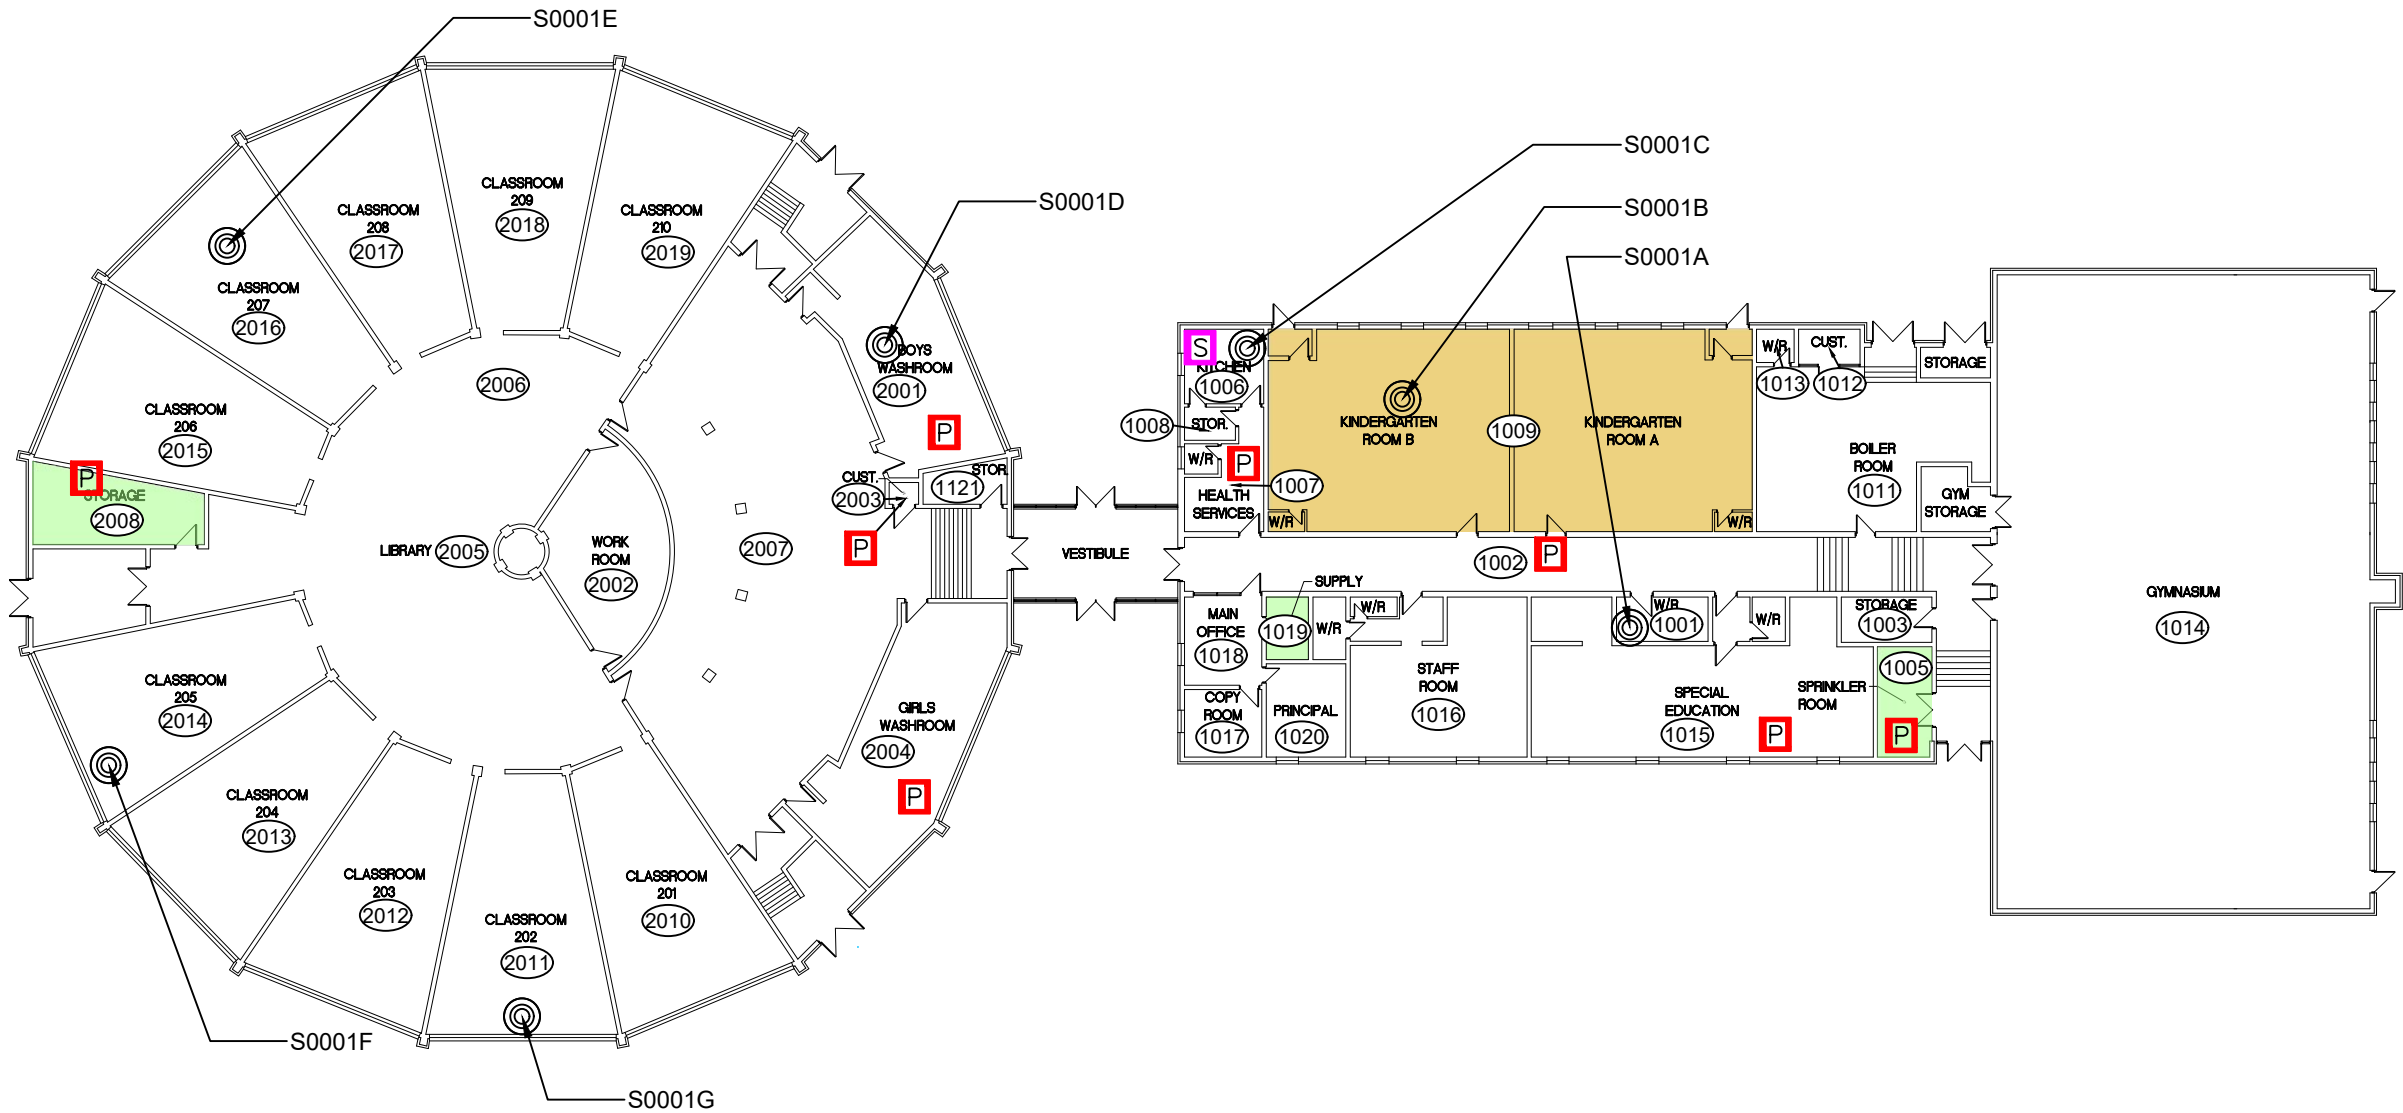 S0001E
S0001C
S0001D
S0001B
S0001A
CLASSROOM
209
2018
CLASSROOM
208
2017
CLASSROOM
210
2019
CLASSROOM
207
2016
CLASSROOM
206
2015
2006
BOYS
WASHROOM
2001
P
P
STORAGE
2008
CUST.
2003
STOR.
1121
P
LIBRARY 2005
WORK
ROOM
2002
2007
VESTIBULE
GIRLS
WASHROOM
2004
P
CLASSROOM
205
2014
CLASSROOM
204
2013
CLASSROOM
203
2012
CLASSROOM
202
2011
CLASSROOM
201
2010
S0001F
S0001G
S
KITCHEN
1006
1008
STOR.
W/R
P
1007
HEALTH
SERVICES
KINDERGARTEN
ROOM B
1009
KINDERGARTEN
ROOM A
W/R
W/R
W/R
1013
CUST.
1012
STORAGE
BOILER
ROOM
1011
GYM
STORAGE
1002
P
SUPPLY
MAIN
OFFICE
1018
1019
W/R
W/R
W/R
1001
W/R
STORAGE
1003
1005
COPY
ROOM
1017
PRINCIPAL
1020
STAFF
ROOM
1016
SPECIAL
EDUCATION
1015
P
SPRINKLER
ROOM
P
GYMNASIUM
1014